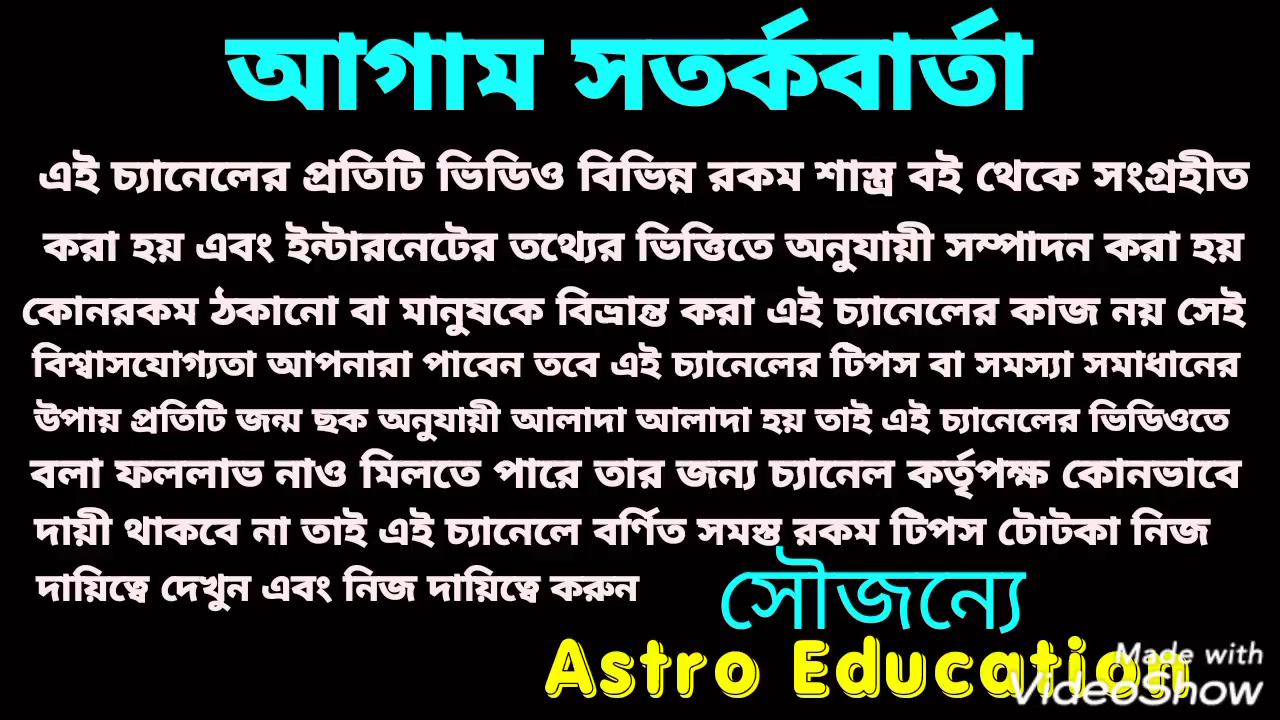 আগাম সতর্কবার্তা
এই চ্যানেলের প্রতিটি ভিডিও বিভিন্ন রকম শাস্ত্র বই থেকে সংগ্রহীত
করা হয় এবং ইন্টারনেটের তথ্যের ভিত্তিতে অনুযায়ী সম্পাদন করা হয়
কোনরকম ঠকানো বা মানুষকে বিভ্রান্ত করা এই চ্যানেলের কাজ নয় সেই
বিশ্বাসযোগ্যতা আপনারা পাবেন তবে এই চ্যানেলের টিপস বা সমস্যা সমাধানের
উপায় প্রতিটি জন্ম ছক অনুযায়ী আলাদা আলাদা হয় তাই এই চ্যানেলের ভিডিওতে
বলা ফললাভ নাও মিলতে পারে তার জন্য চ্যানেল কর্তৃপক্ষ কোনভাবে
দায়ী থাকবে না তাই এই চ্যানেলে বর্ণিত সমস্ত রকম টিপস টোটকা নিজ
দায়িত্বে দেখুন এবং নিজ দায়িত্বে করুন
সৌজন্যে
Astro Education
Made with
VideoShow